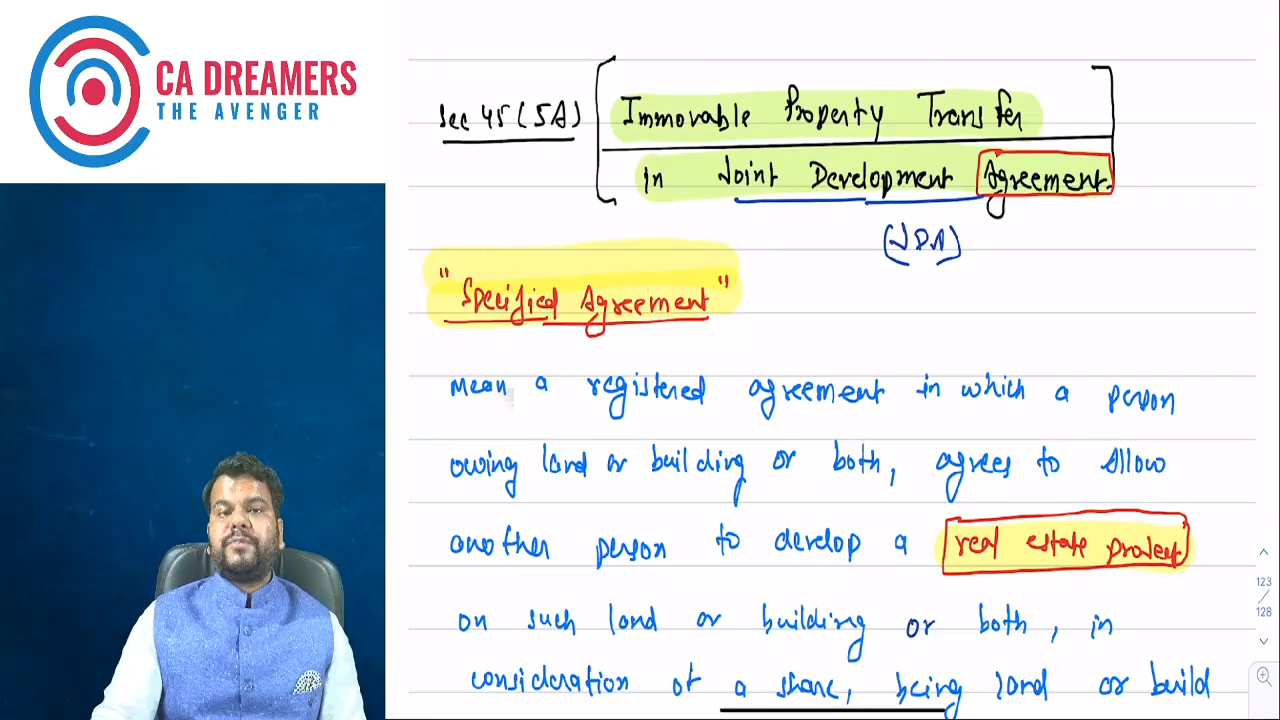 CA DREAMERS
THE AVENGER
Sec 45(5A)
Immovable Property Transfer
In Joint Development Agreement.
(JDA)
"Specified Agreement"
mean a registered agreement in which a person
owing land or building or both, agrees to allow
another person to develop a real estate project
on such land or building or both, in
consideration of a share, being land or build
123
/
128